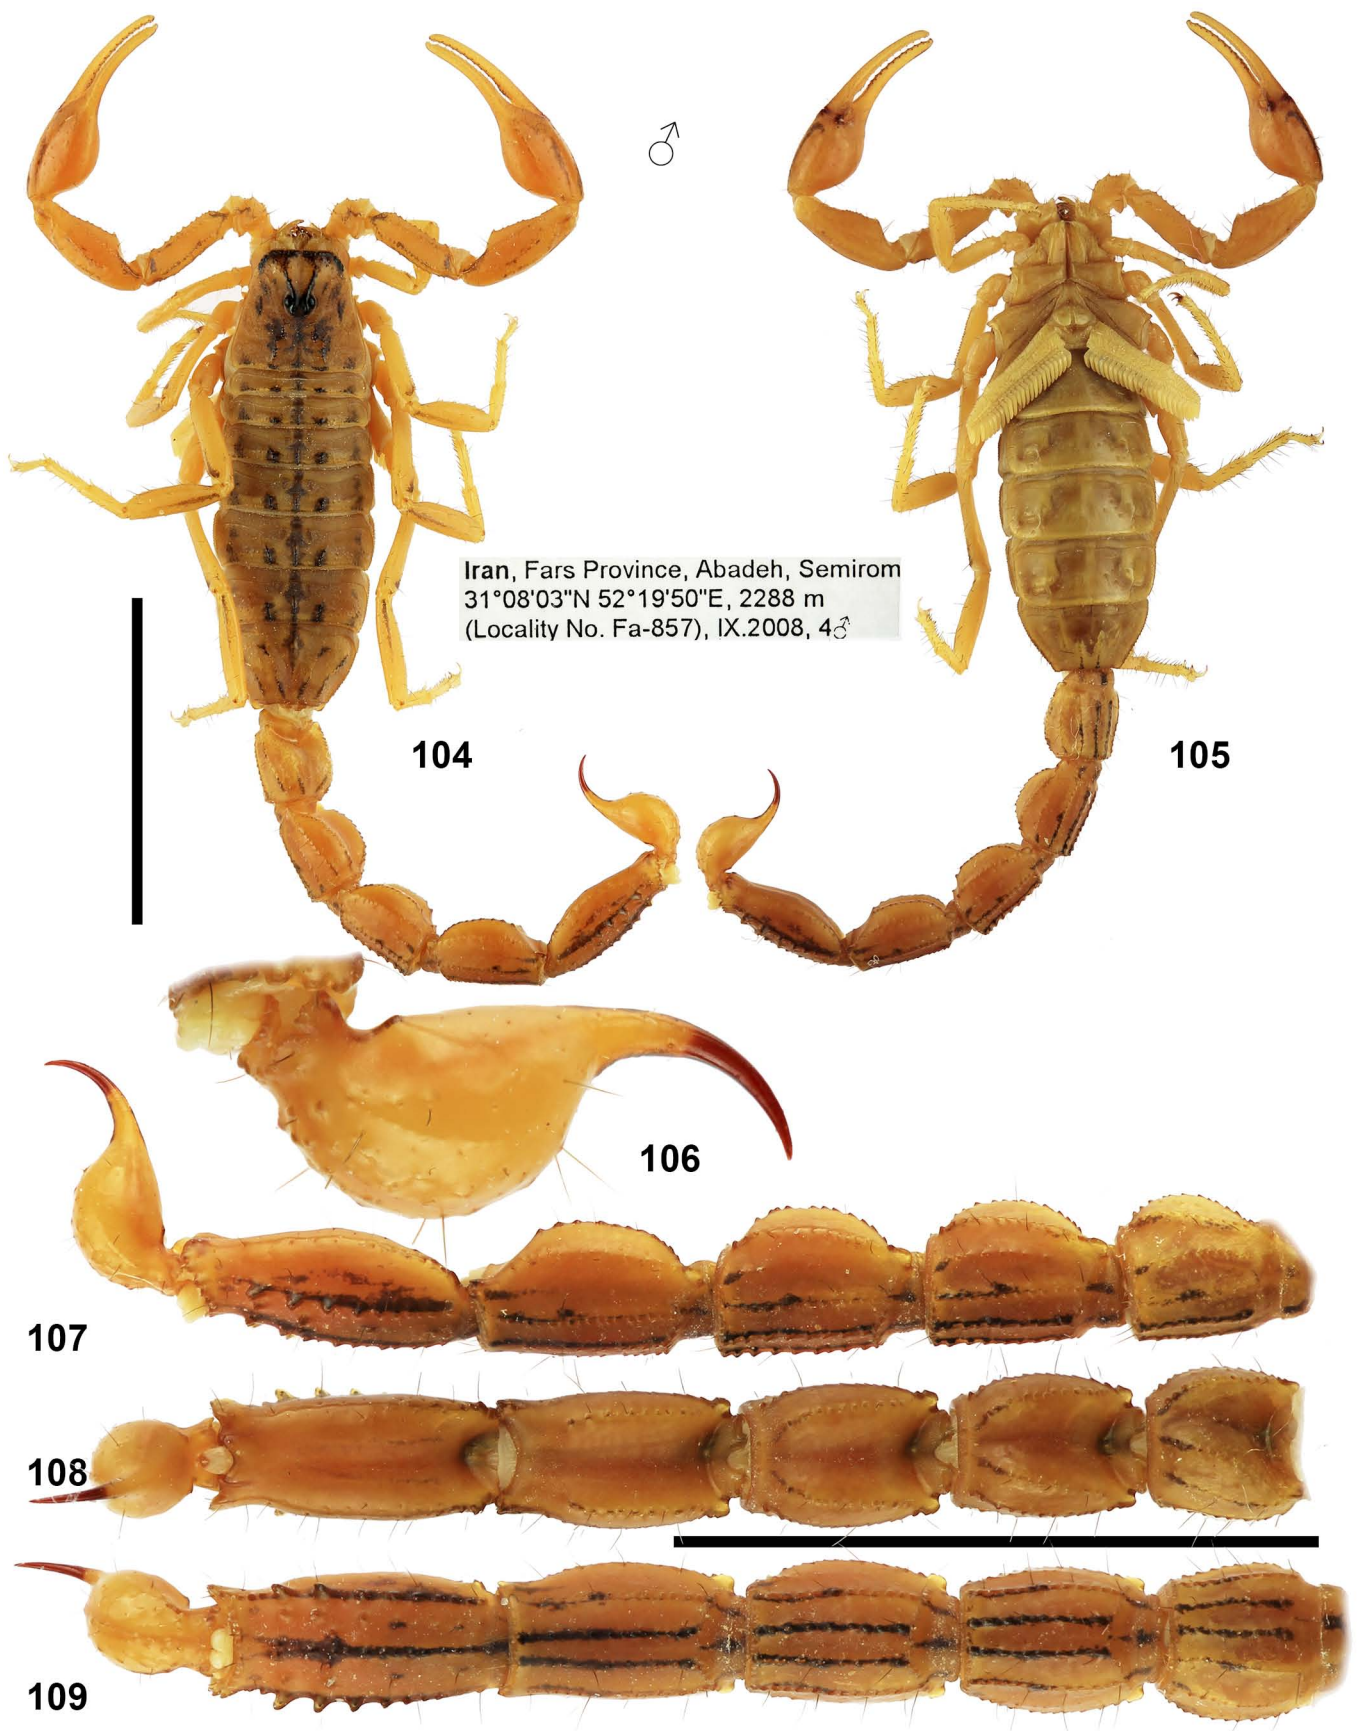 ♂
Iran, Fars Province, Abadeh, Semirom
31°08'03"N 52°19'50"E, 2288 m
(Locality No. Fa-857), IX.2008, 4♂
104
105
106
107
108
109